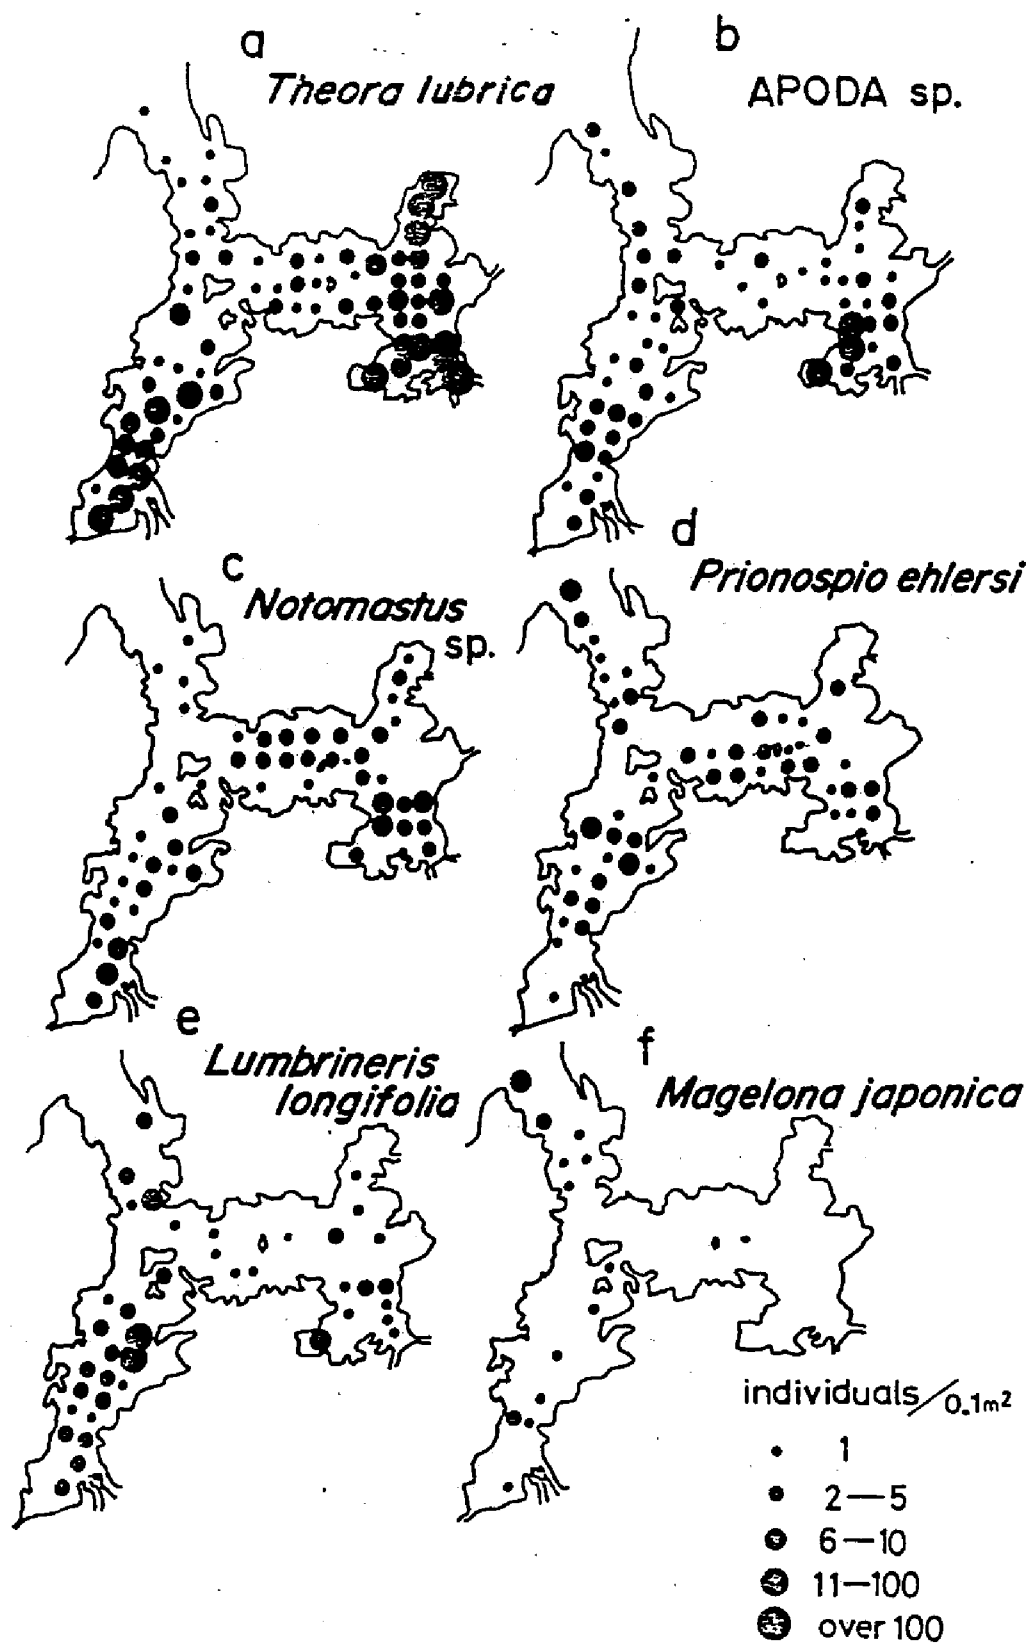 a
Theora lubrica
b
APODA sp.
c
Notomastus
sp.
d
Prionospio ehlersi
e
Lumbrineris
longifolia
f
Magelona japonica
individuals/0.1m²
1
2—5
6—10
11—100
over 100